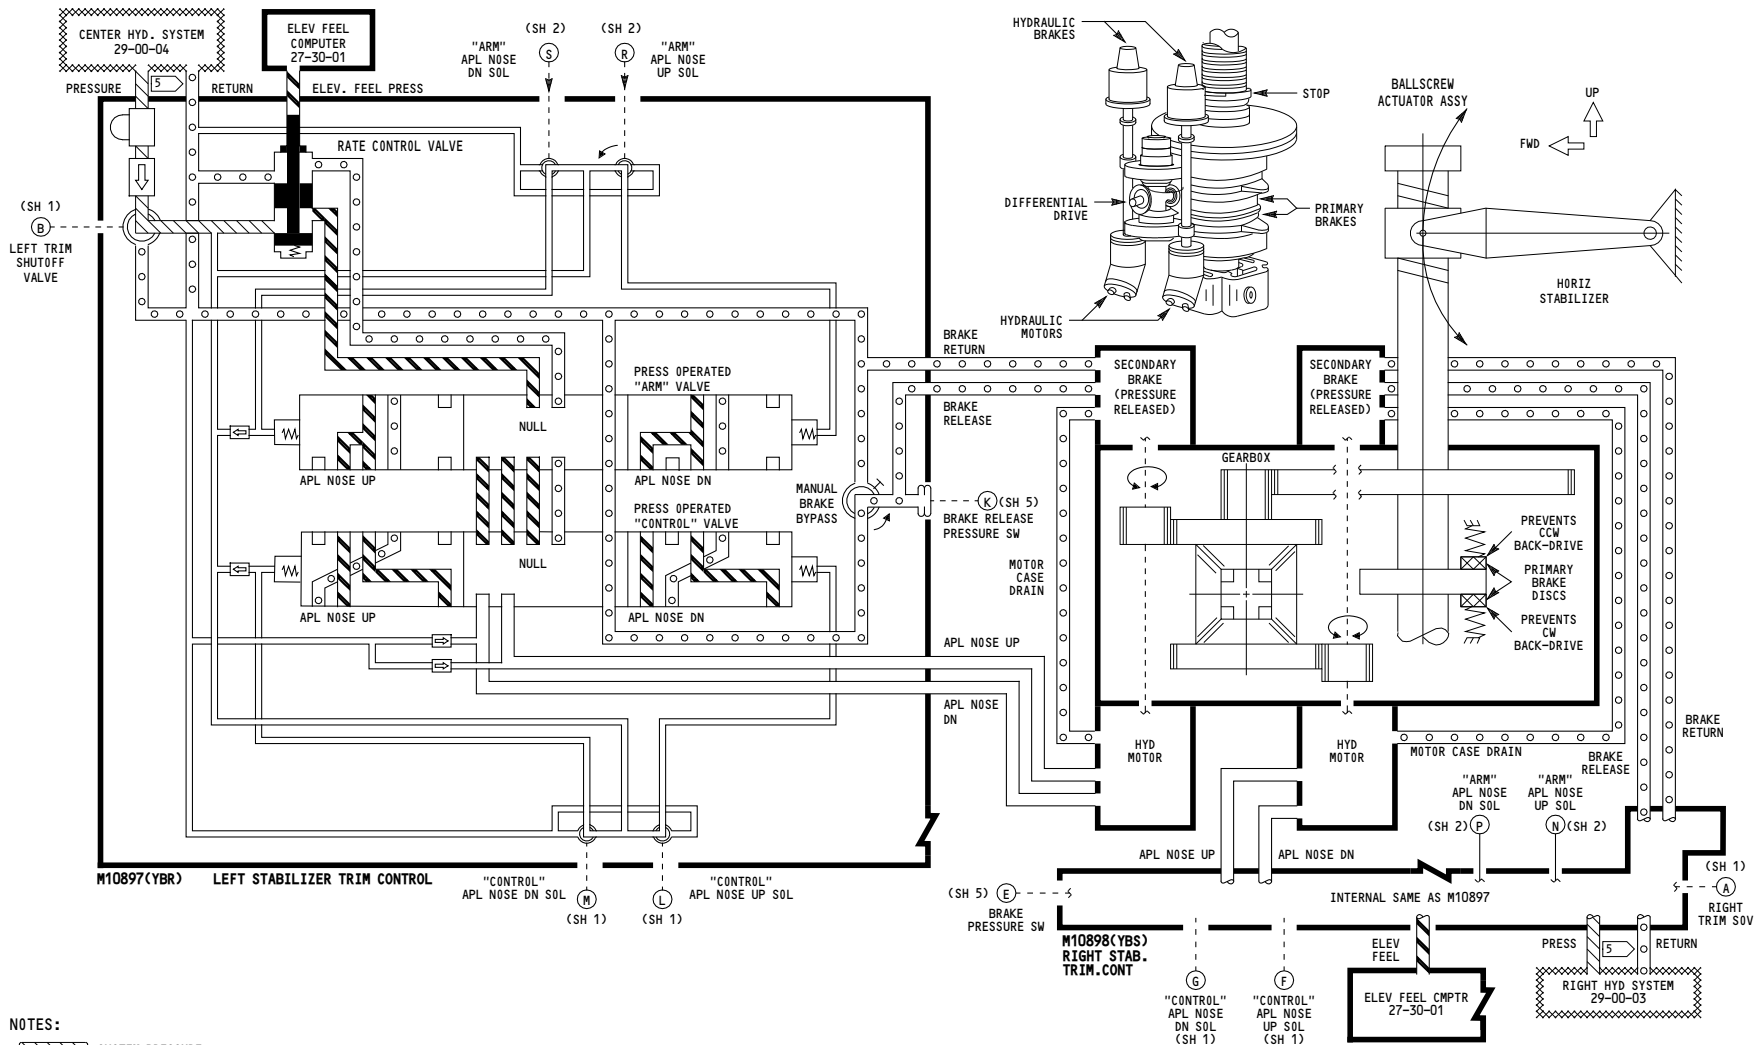 CENTER HYD. SYSTEM
29-00-04
ELEV FEEL
COMPUTER
27-30-01
PRESSURE
5
RETURN
ELEV. FEEL PRESS
(SH 2)
"ARM"
APL NOSE
DN SOL
S
(SH 2)
R
"ARM"
APL NOSE
UP SOL
RATE CONTROL VALVE
(SH 1)
B
LEFT TRIM
SHUTOFF
VALVE
HYDRAULIC
BRAKES
STOP
DIFFERENTIAL
DRIVE
PRIMARY
BRAKES
HYDRAULIC
MOTORS
BALLSCREW
ACTUATOR ASSY
UP
FWD
HORIZ
STABILIZER
PRESS OPERATED
"ARM" VALVE
NULL
APL NOSE UP
APL NOSE DN
PRESS OPERATED
"CONTROL" VALVE
NULL
APL NOSE UP
APL NOSE DN
MANUAL
BRAKE
BYPASS
BRAKE
RETURN
BRAKE
RELEASE
K
(SH 5)
BRAKE RELEASE
PRESSURE SW
SECONDARY
BRAKE
(PRESSURE
RELEASED)
SECONDARY
BRAKE
(PRESSURE
RELEASED)
GEARBOX
MOTOR
CASE
DRAIN
PREVENTS
CCW
BACK-DRIVE
PRIMARY
BRAKE
DISCS
PREVENTS
CW
BACK-DRIVE
APL NOSE UP
APL NOSE
DN
HYD
MOTOR
HYD
MOTOR
MOTOR CASE DRAIN
BRAKE
RELEASE
BRAKE
RETURN
"ARM"
APL NOSE
DN SOL
(SH 2)
P
"ARM"
APL NOSE
UP SOL
N
(SH 2)
M10897(YBR)
LEFT STABILIZER TRIM CONTROL
"CONTROL"
APL NOSE DN SOL
M
(SH 1)
L
(SH 1)
"CONTROL"
APL NOSE UP SOL
APL NOSE UP
APL NOSE DN
(SH 5)
E
BRAKE
PRESSURE SW
INTERNAL SAME AS M10897
(SH 1)
A
RIGHT
TRIM SOV
M10898(YBS)
RIGHT STAB.
TRIM.CONT
G
"CONTROL"
APL NOSE
DN SOL
(SH 1)
F
"CONTROL"
APL NOSE
UP SOL
(SH 1)
ELEV
FEEL
ELEV FEEL CMPTR
27-30-01
PRESS
5
RETURN
RIGHT HYD SYSTEM
29-00-03
NOTES: